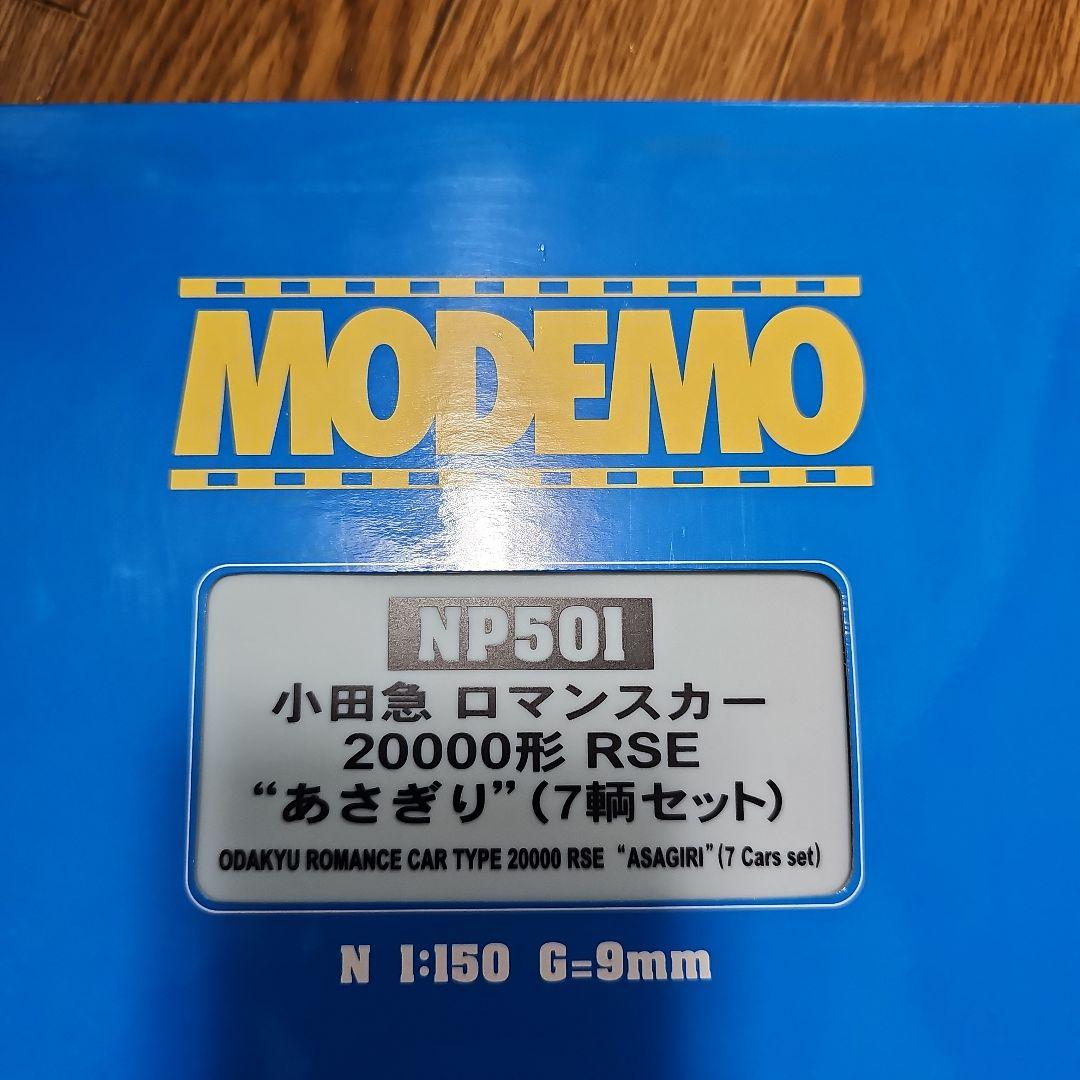 MODEMO
NP501
小田急 ロマンスカー
20000形 RSE
“あさぎり”(7輌セット)
ODAKYU ROMANCE CAR TYPE 20000 RSE “ASAGIRI”(7 Cars set)
N 1:150 G=9mm